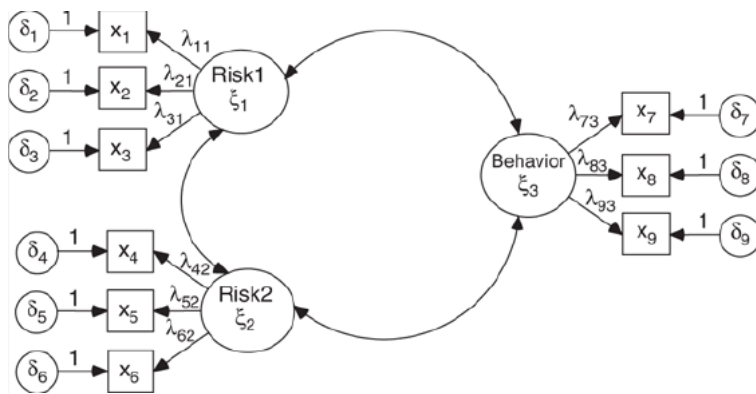 δ1 1 x1 λ11
δ2 1 x2 λ21 Risk1 ξ1
δ3 1 x3 λ31
λ73 x7 1 δ7
Behavior ξ3 λ83 x8 1 δ8
λ93 x9 1 δ9
δ4 1 x4 λ42
δ5 1 x5 λ52 Risk2 ξ2
δ6 1 x6 λ62